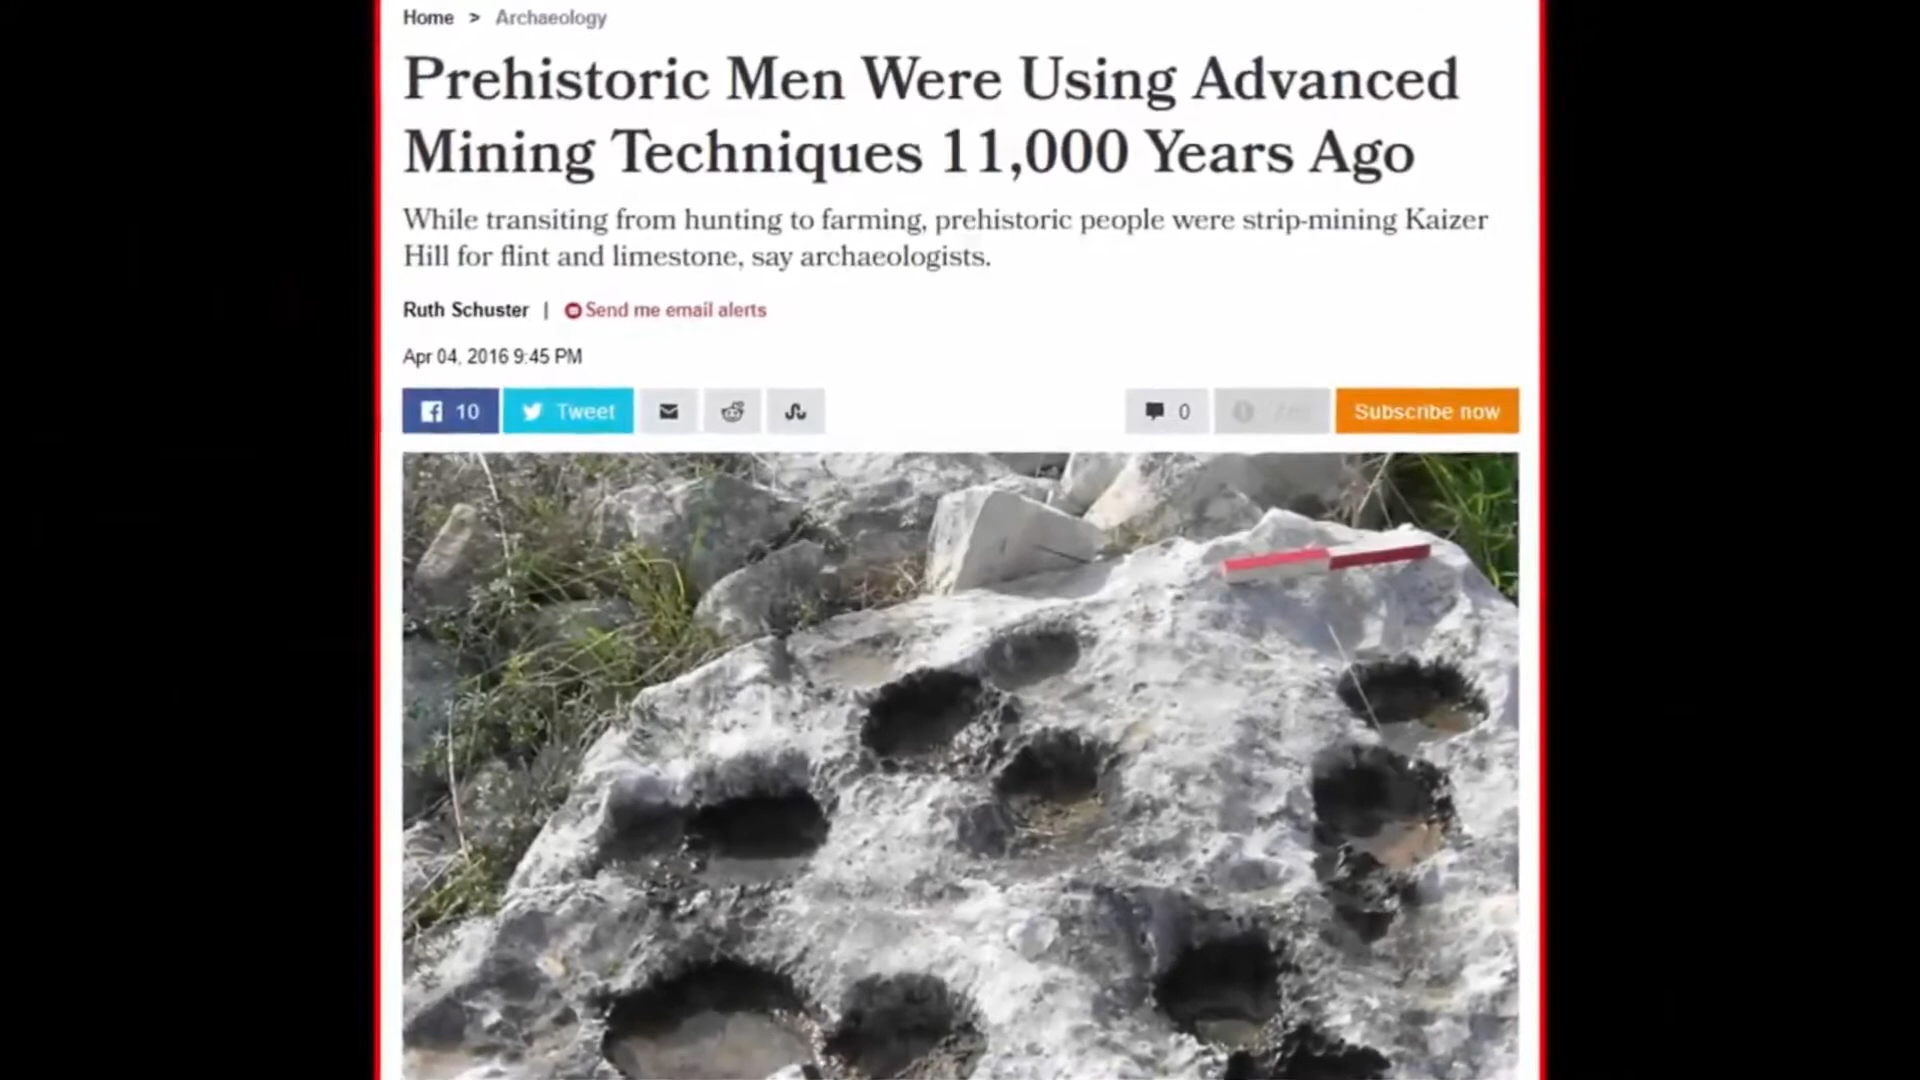 Home > Archaeology
Prehistoric Men Were Using Advanced
Mining Techniques 11,000 Years Ago
While transiting from hunting to farming, prehistoric people were strip-mining Kaizer
Hill for flint and limestone, say archaeologists.
Ruth Schuster | Send me email alerts
Apr 04, 2016 9:45 PM
10 Tweet 0 Subscribe now